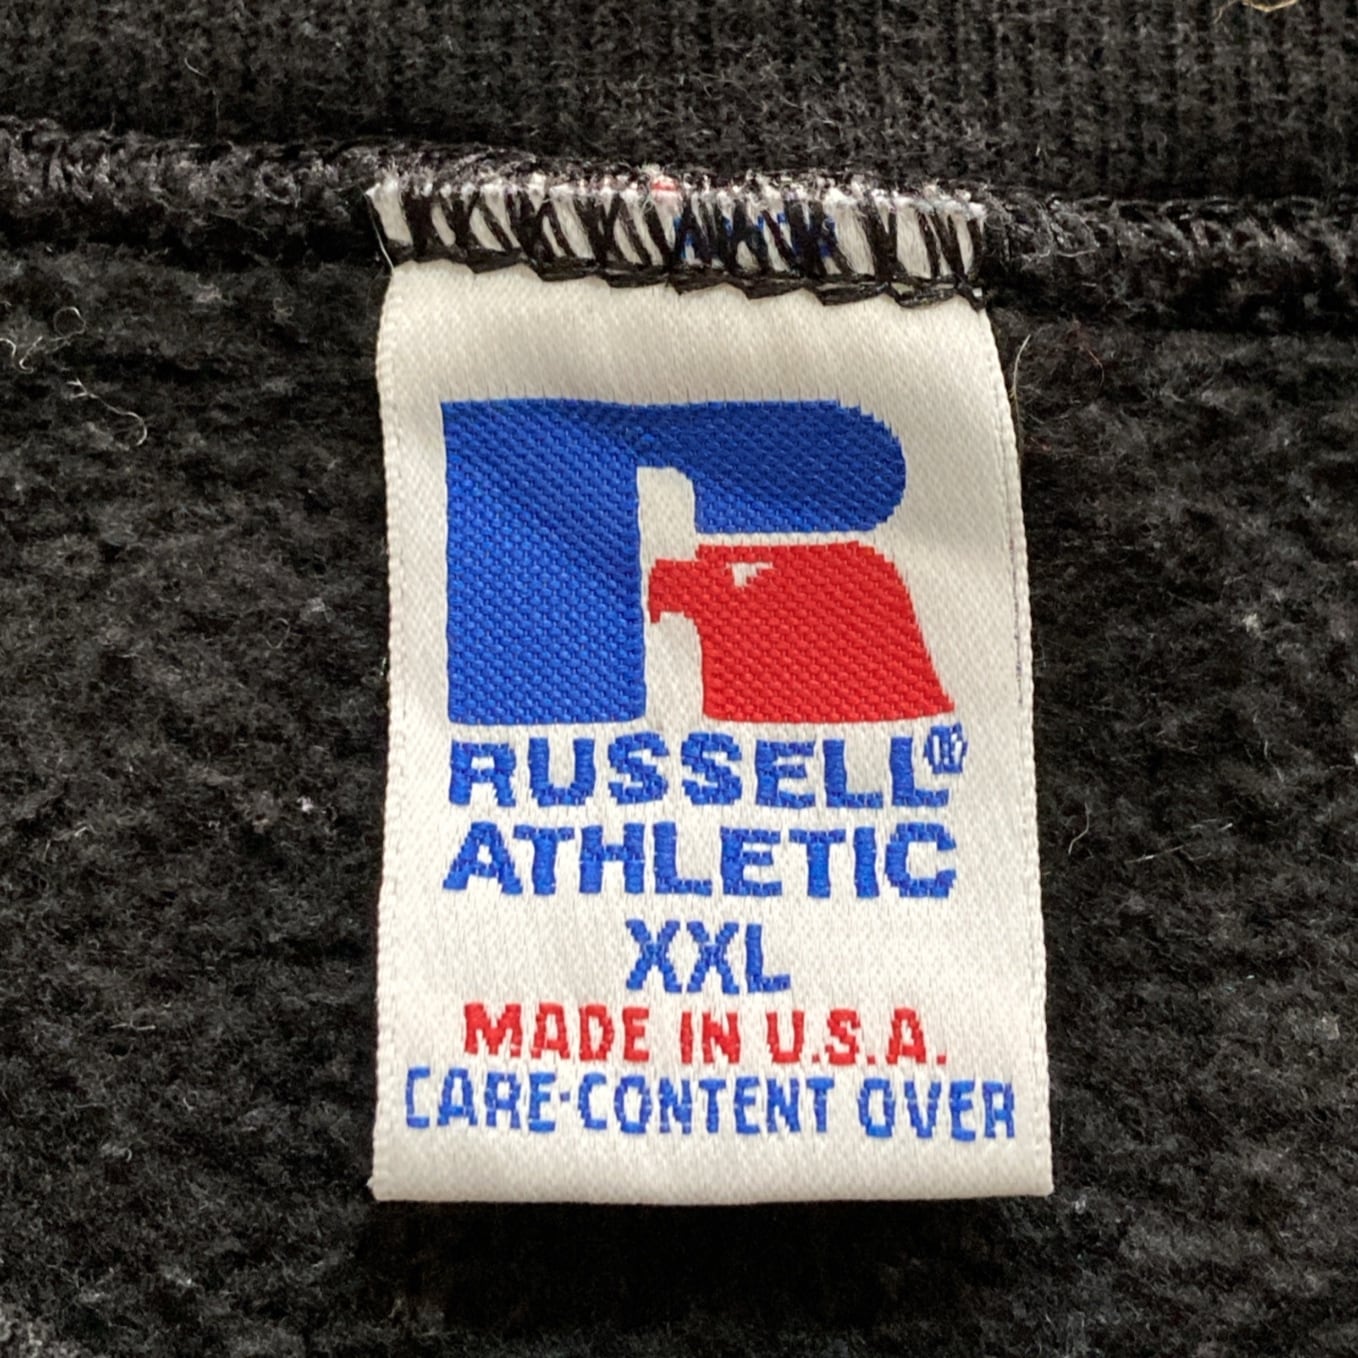 RUSSELL®
ATHLETIC
XXL
MADE IN U.S.A.
CARE·CONTENT OVER